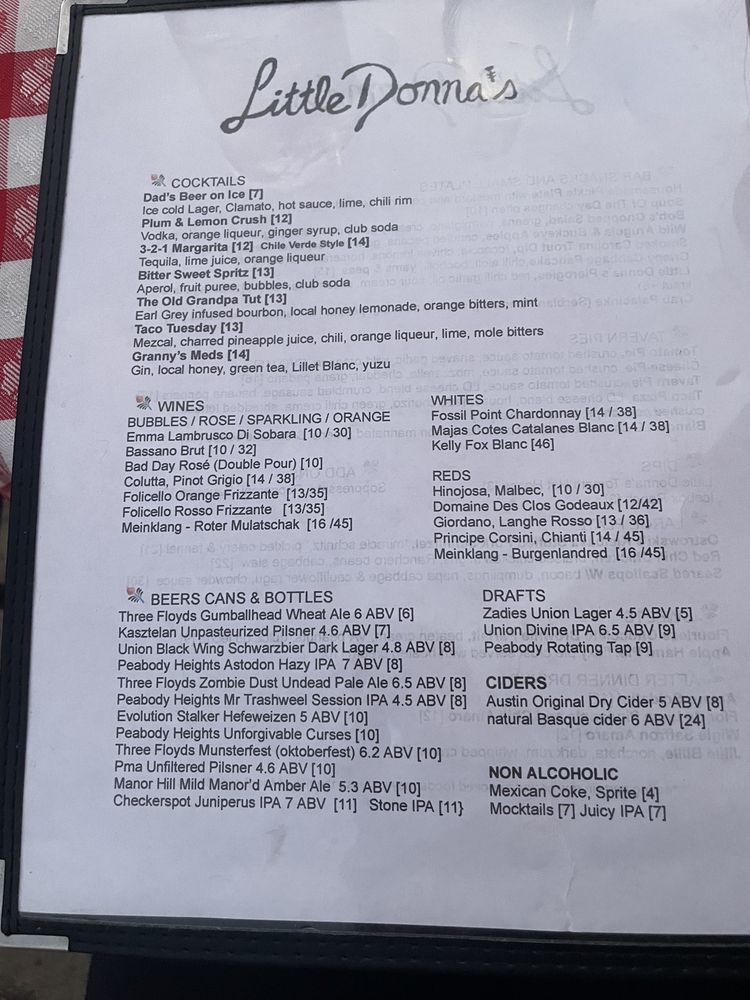 Little Donna's
COCKTAILS
Dad's Beer on Ice [7]
Ice cold Lager, Clamato, hot sauce, lime, chili rim
Plum & Lemon Crush [12]
Vodka, orange liqueur, ginger syrup, club soda
3-2-1 Margarita [12] Chile Verde Style [14]
Tequila, lime juice, orange liqueur
Bitter Sweet Spritz [13]
Aperol, fruit puree, bubbles, club soda
The Old Grandpa Tut [13]
Earl Grey infused bourbon, local honey lemonade, orange bitters, mint
Taco Tuesday [13]
Mezcal, charred pineapple juice, chili, orange liqueur, lime, mole bitters
Granny's Meds [14]
Gin, local honey, green tea, Lillet Blanc, yuzu
WINES
BUBBLES / ROSE / SPARKLING / ORANGE
Emma Lambrusco Di Sobara [10 / 30]
Bassano Brut [10 / 32]
Bad Day Rosé (Double Pour) [10]
Colutta, Pinot Grigio [14 / 38]
Folicello Orange Frizzante [13/35]
Folicello Rosso Frizzante [13/35]
Meinklang - Roter Mulatschak [16 /45]
WHITES
Fossil Point Chardonnay [14 / 38]
Majas Cotes Catalanes Blanc [14 / 38]
Kelly Fox Blanc [46]
REDS
Hinojosa, Malbec, [10 / 30]
Domaine Des Clos Godeaux [12/42]
Giordano, Langhe Rosso [13 / 36]
Principe Corsini, Chianti [14 / 45]
Meinklang - Burgenlandred [16 /45]
BEERS CANS & BOTTLES
Three Floyds Gumballhead Wheat Ale 6 ABV [6]
Kasztelan Unpasteurized Pilsner 4.6 ABV [7]
Union Black Wing Schwarzbier Dark Lager 4.8 ABV [8]
Peabody Heights Astodon Hazy IPA 7 ABV [8]
Three Floyds Zombie Dust Undead Pale Ale 6.5 ABV [8]
Peabody Heights Mr Trashweel Session IPA 4.5 ABV [8]
Evolution Stalker Hefeweizen 5 ABV [10]
Peabody Heights Unforgivable Curses [10]
Three Floyds Munsterfest (oktoberfest) 6.2 ABV [10]
Pma Unfiltered Pilsner 4.6 ABV [10]
Manor Hill Mild Manor'd Amber Ale 5.3 ABV [10]
Checkerspot Juniperus IPA 7 ABV [11] Stone IPA [11}
DRAFTS
Zadies Union Lager 4.5 ABV [5]
Union Divine IPA 6.5 ABV [9]
Peabody Rotating Tap [9]
CIDERS
Austin Original Dry Cider 5 ABV [8]
natural Basque cider 6 ABV [24]
NON ALCOHOLIC
Mexican Coke, Sprite [4]
Mocktails [7] Juicy IPA [7]